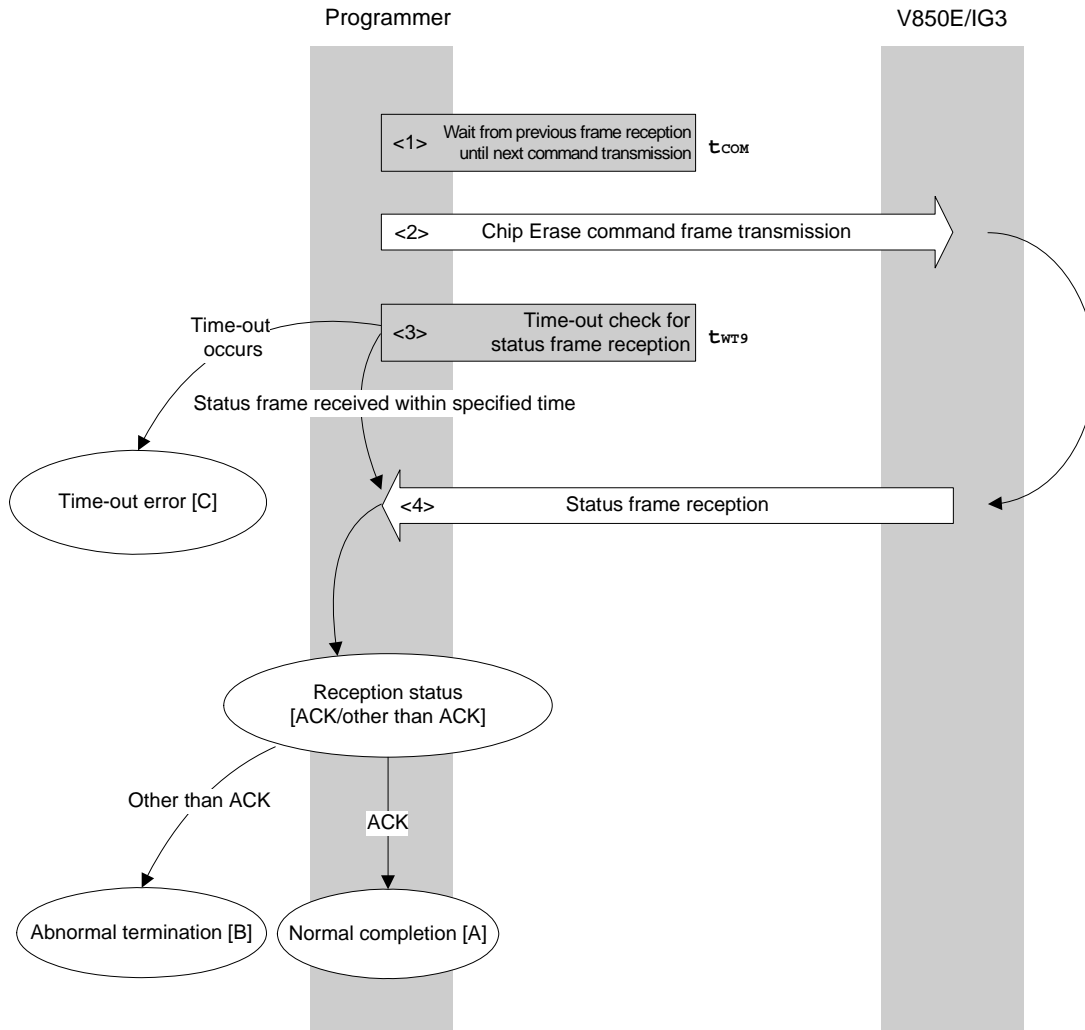 Programmer
V850E/IG3
<1> Wait from previous frame reception
until next command transmission
tCOM
<2> Chip Erase command frame transmission
<3> Time-out check for
status frame reception
tWT9
Time-out
occurs
Status frame received within specified time
Time-out error [C]
<4> Status frame reception
Reception status
[ACK/other than ACK]
Other than ACK
ACK
Abnormal termination [B]
Normal completion [A]